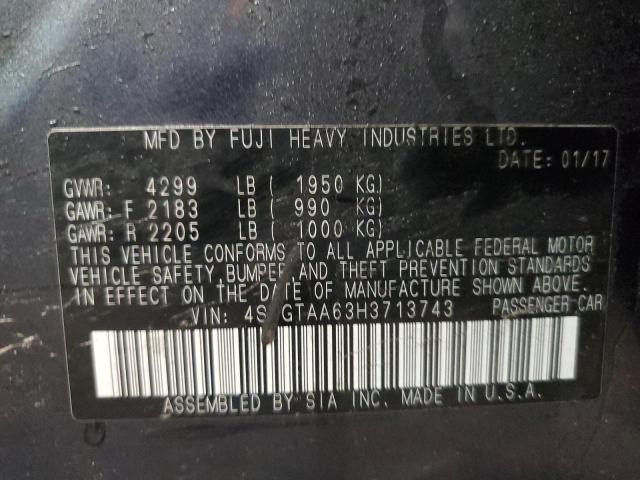 MFD BY FUJI HEAVY INDUSTRIES LTD.
DATE: 01/17
GVWR: 4299 LB ( 1950 KG)
GAWR: F 2183 LB ( 990 KG)
GAWR: R 2205 LB ( 1000 KG)
THIS VEHICLE CONFORMS TO ALL APPLICABLE FEDERAL MOTOR
VEHICLE SAFETY, BUMPER, AND THEFT PREVENTION STANDARDS
IN EFFECT ON THE DATE OF MANUFACTURE SHOWN ABOVE.
VIN: PASSENGER CAR
ASSEMBLED BY SIA INC. MADE IN U.S.A.